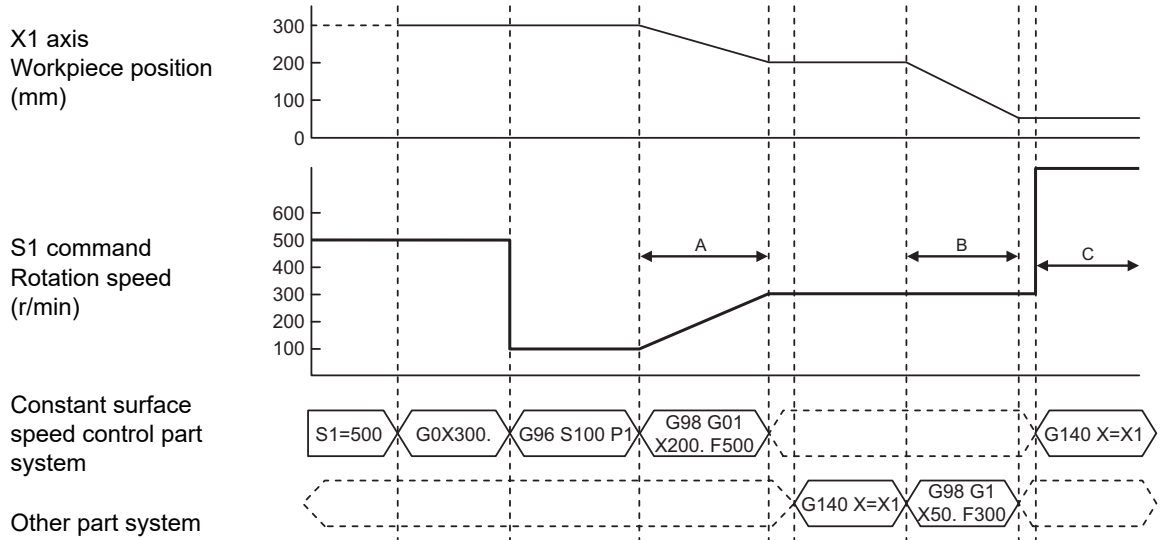 X1 axis
Workpiece position
(mm)
300
200
100
0
S1 command
Rotation speed
(r/min)
600
500
400
300
200
100
A
B
C
Constant surface
speed control part
system
S1=500
G0X300.
G96 S100 P1
G98 G01
X200. F500
G140 X=X1
Other part system
G140 X=X1
G98 G1
X50. F300